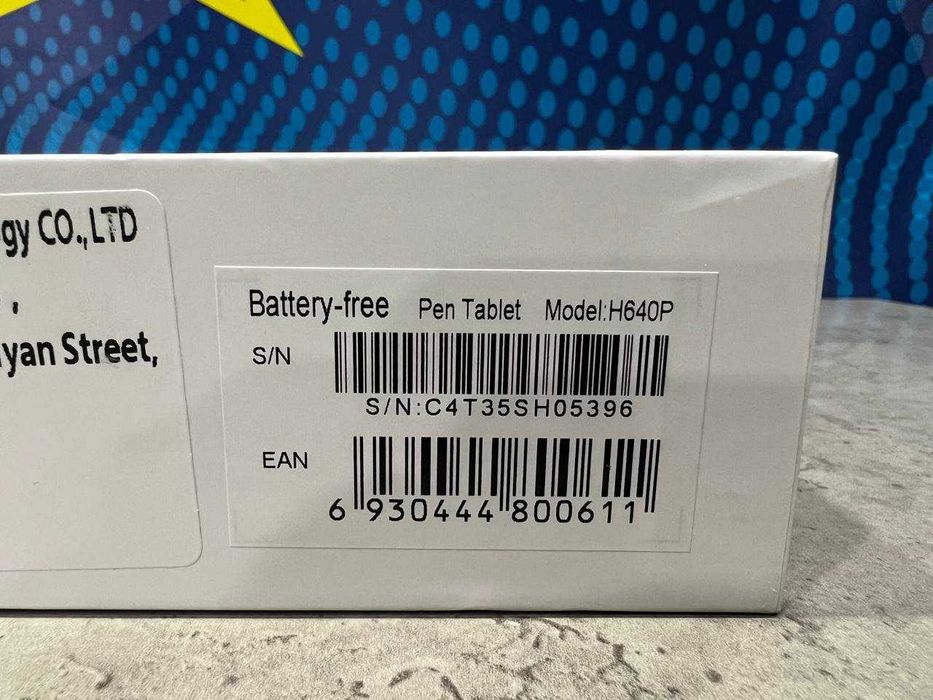 gy CO.,LTD
,
yan Street,
Battery-free Pen Tablet Model:H640P
S/N
S/N:C4T35SH05396
EAN
6 930444 800611